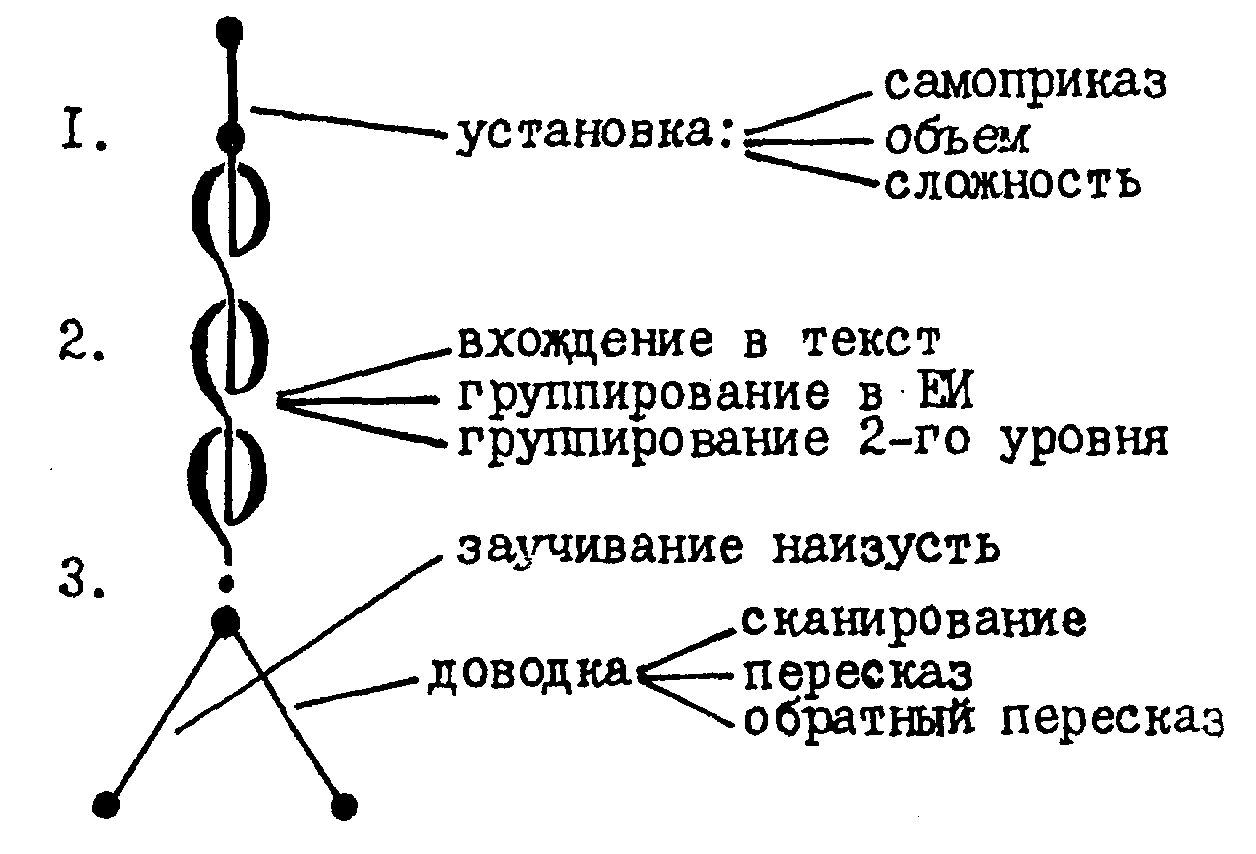 самоприказ
1. установка: объем
сложность
2. вхождение в текст
группирование в ЕИ
группирование 2-го уровня
заучивание наизусть
3.
сканирование
доводка пересказ
обратный пересказ